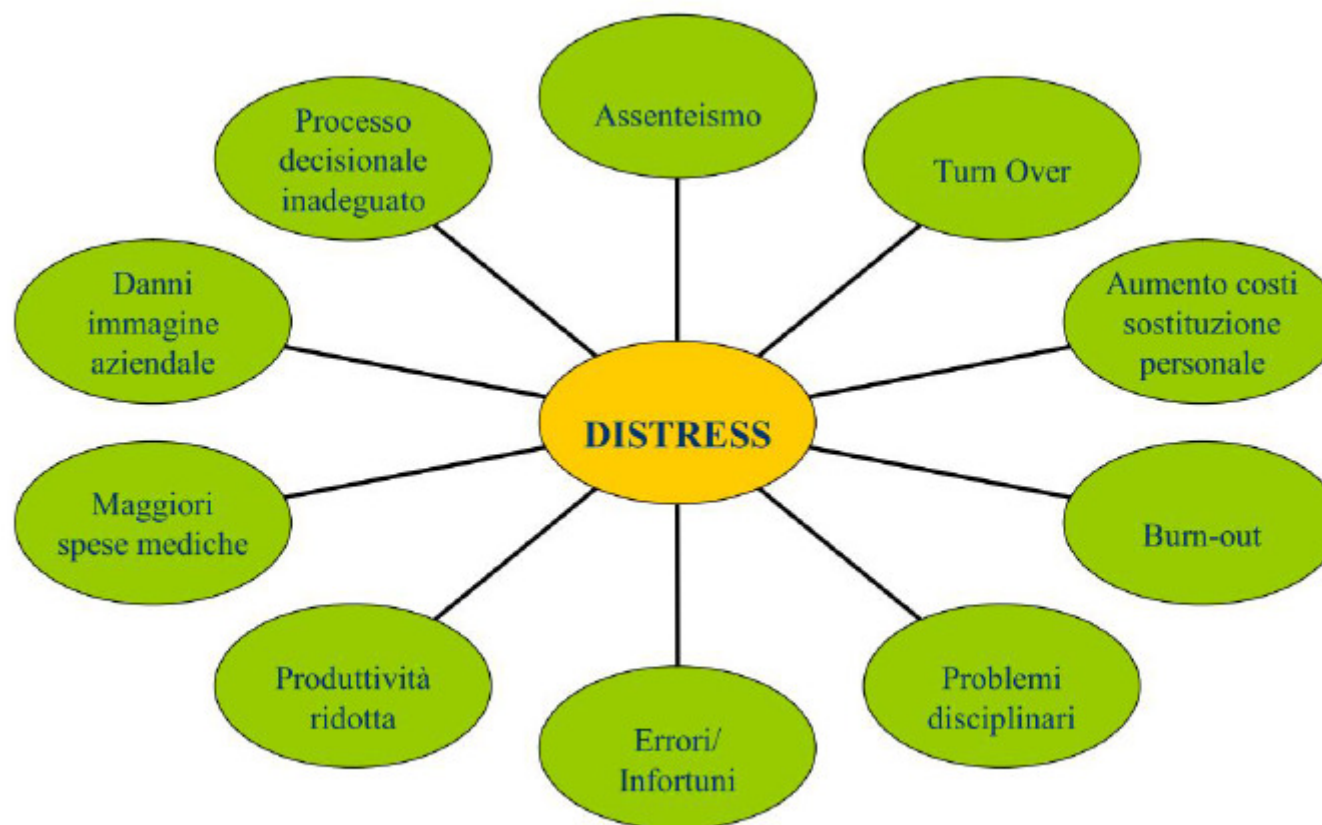 Assenteismo
Turn Over
Aumento costi
sostituzione
personale
Burn-out
Problemi
disciplinari
Errori/
Infortuni
Produttività
ridotta
Maggiori
spese mediche
Danni
immagine
aziendale
Processo
decisionale
inadeguato
DISTRESS